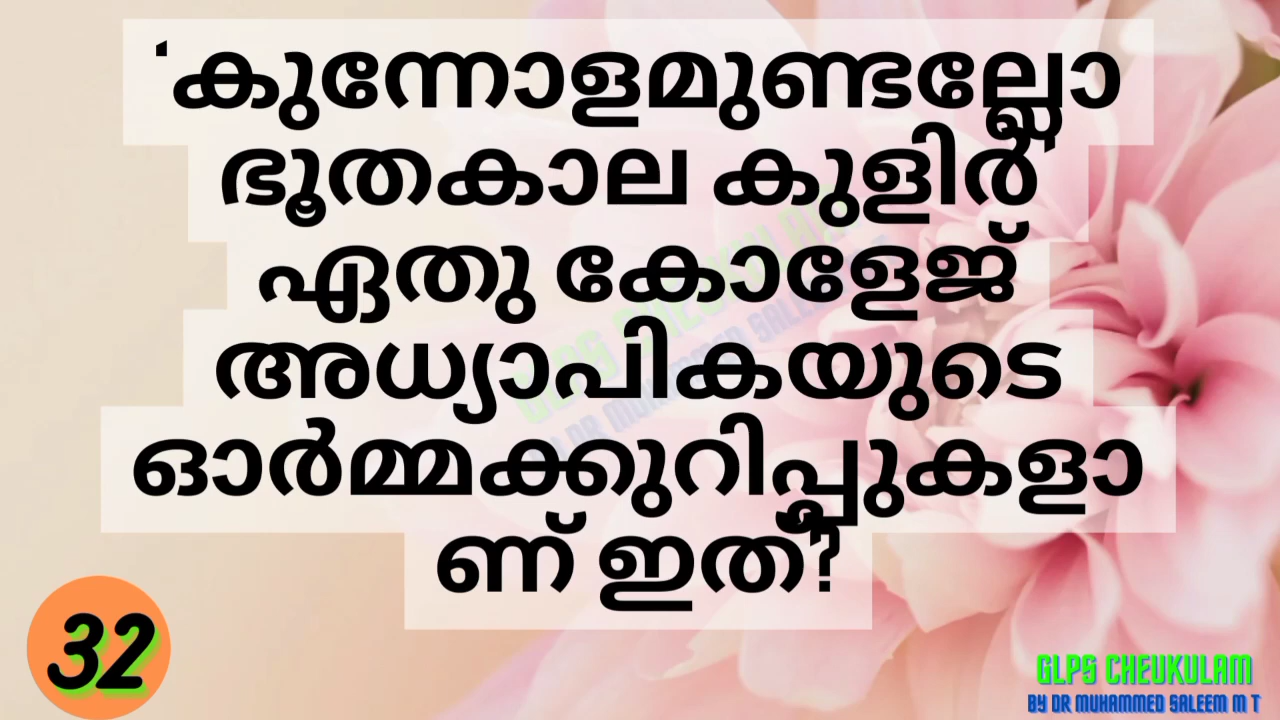 ‘കുന്നോളമുണ്ടല്ലോ
ഭൂതകാല കുളിർ’
ഏതു കോളേജ്
അധ്യാപികയുടെ
ഓർമ്മക്കുറിപ്പുകളാ
ണ് ഇത്?
32
GLPS CHEUKULAM
BY DR MUHAMMED SALEEM M T